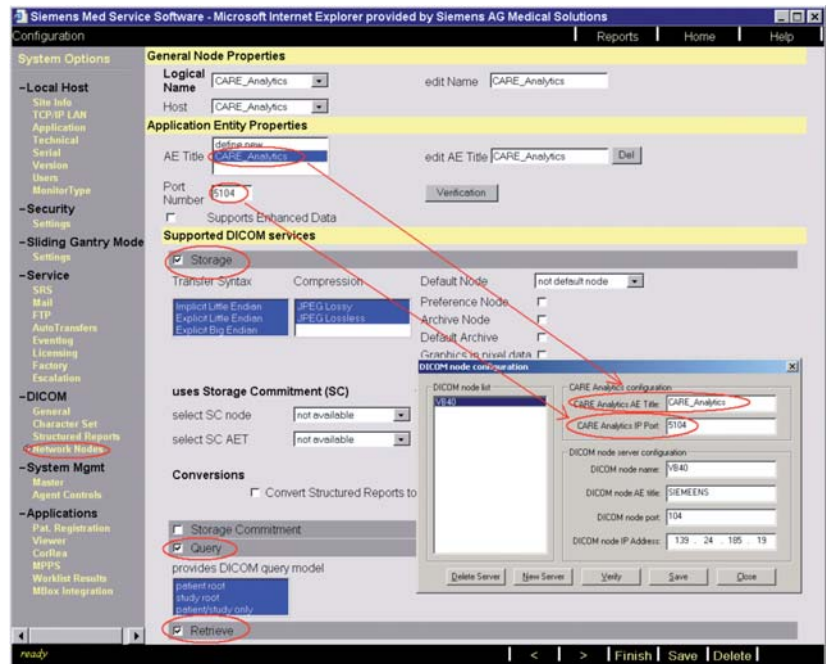 Siemens Med Service Software - Microsoft Internet Explorer provided by Siemens AG Medical Solutions
Configuration | Reports | Home | Help
System Options
-Local Host
Site Info
TCP/IP LAN
Application
Technical
Serial
Version
Users
MonitorType
-Security
Settings
-Sliding Gantry Mode
Settings
-Service
SRS
Mail
FTP
AutoTransfers
Eventlog
Licensing
Factory
Escalation
-DICOM
General
Character Set
Structured Reports
Network Nodes
-System Mgmt
Master
Agent Controls
-Applications
Pat. Registration
Viewer
CorRea
MPPS
Worklist Results
MBox Integration
General Node Properties
Logical Name CARE_Analytics edit Name CARE_Analytics
Host CARE_Analytics
Application Entity Properties
define new
AE Title CARE_Analytics edit AE Title CARE_Analytics Del
Port Number 5104 Verification
Supports Enhanced Data
Supported DICOM services
Storage
Transfer Syntax Compression Default Node not default node
Implicit Little Endian JPEG Lossy Preference Node
Explicit Little Endian JPEG Lossless Archive Node
Explicit Big Endian Default Archive
Graphics in pixel data
uses Storage Commitment (SC)
select SC node not available
select SC AET not available
Conversions
Convert Structured Reports to
Storage Commitment
Query
provides DICOM query model
patient root
study root
patient/study only
Retrieve
DICOM node configuration
DICOM node list
VB40
CARE Analytics configuration
CARE Analytics AE Title: CARE_Analytics
CARE Analytics IP Port: 5104
DICOM node server configuration
DICOM node name: VB40
DICOM node AE title: SIEMEENS
DICOM node port: 104
DICOM node IP Address: 139 . 24 . 185 . 19
Delete Server New Server Verify Save Close
ready | < | > | Finish | Save | Delete |